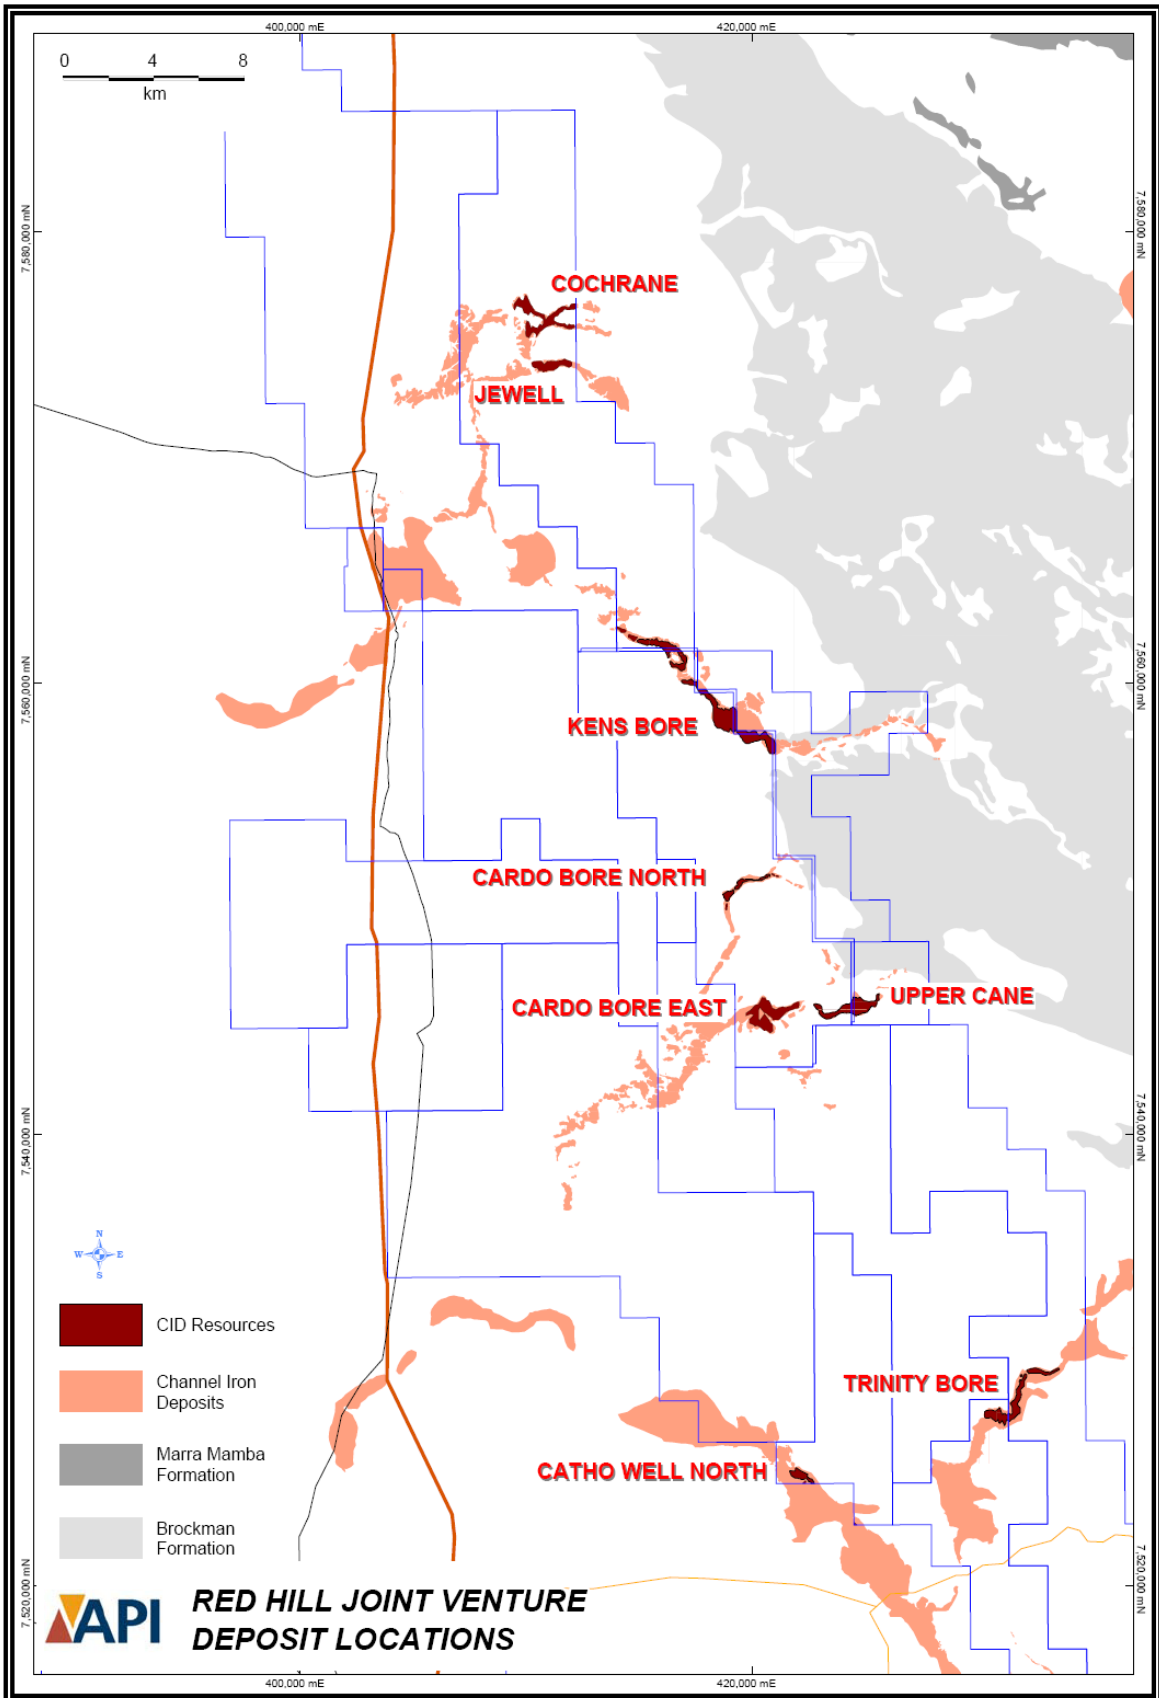 400,000 mE
420,000 mE
0 4 8
km
7,580,000 mN
7,580,000 mN
COCHRANE
JEWELL
7,560,000 mN
7,560,000 mN
KENS BORE
CARDO BORE NORTH
CARDO BORE EAST
UPPER CANE
7,540,000 mN
7,540,000 mN
N
W E
S
CID Resources
Channel Iron
Deposits
TRINITY BORE
Marra Mamba
Formation
CATHO WELL NORTH
Brockman
Formation
7,520,000 mN
7,520,000 mN
API
RED HILL JOINT VENTURE
DEPOSIT LOCATIONS
400,000 mE
420,000 mE